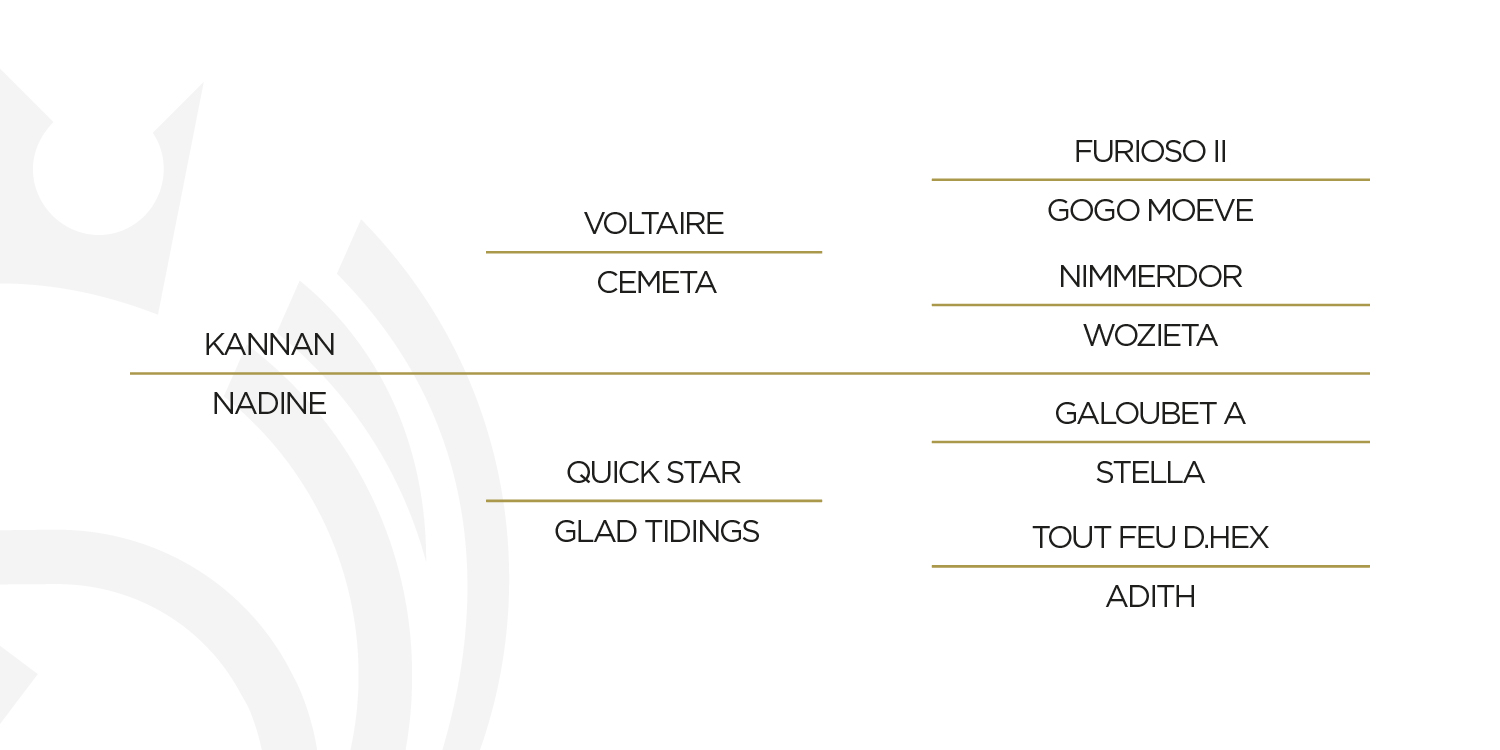 FURIOSO II
GOGO MOEVE
VOLTAIRE
CEMETA
NIMMERDOR
WOZIETA
KANNAN
NADINE
GALOUBET A
STELLA
QUICK STAR
GLAD TIDINGS
TOUT FEU D.HEX
ADITH